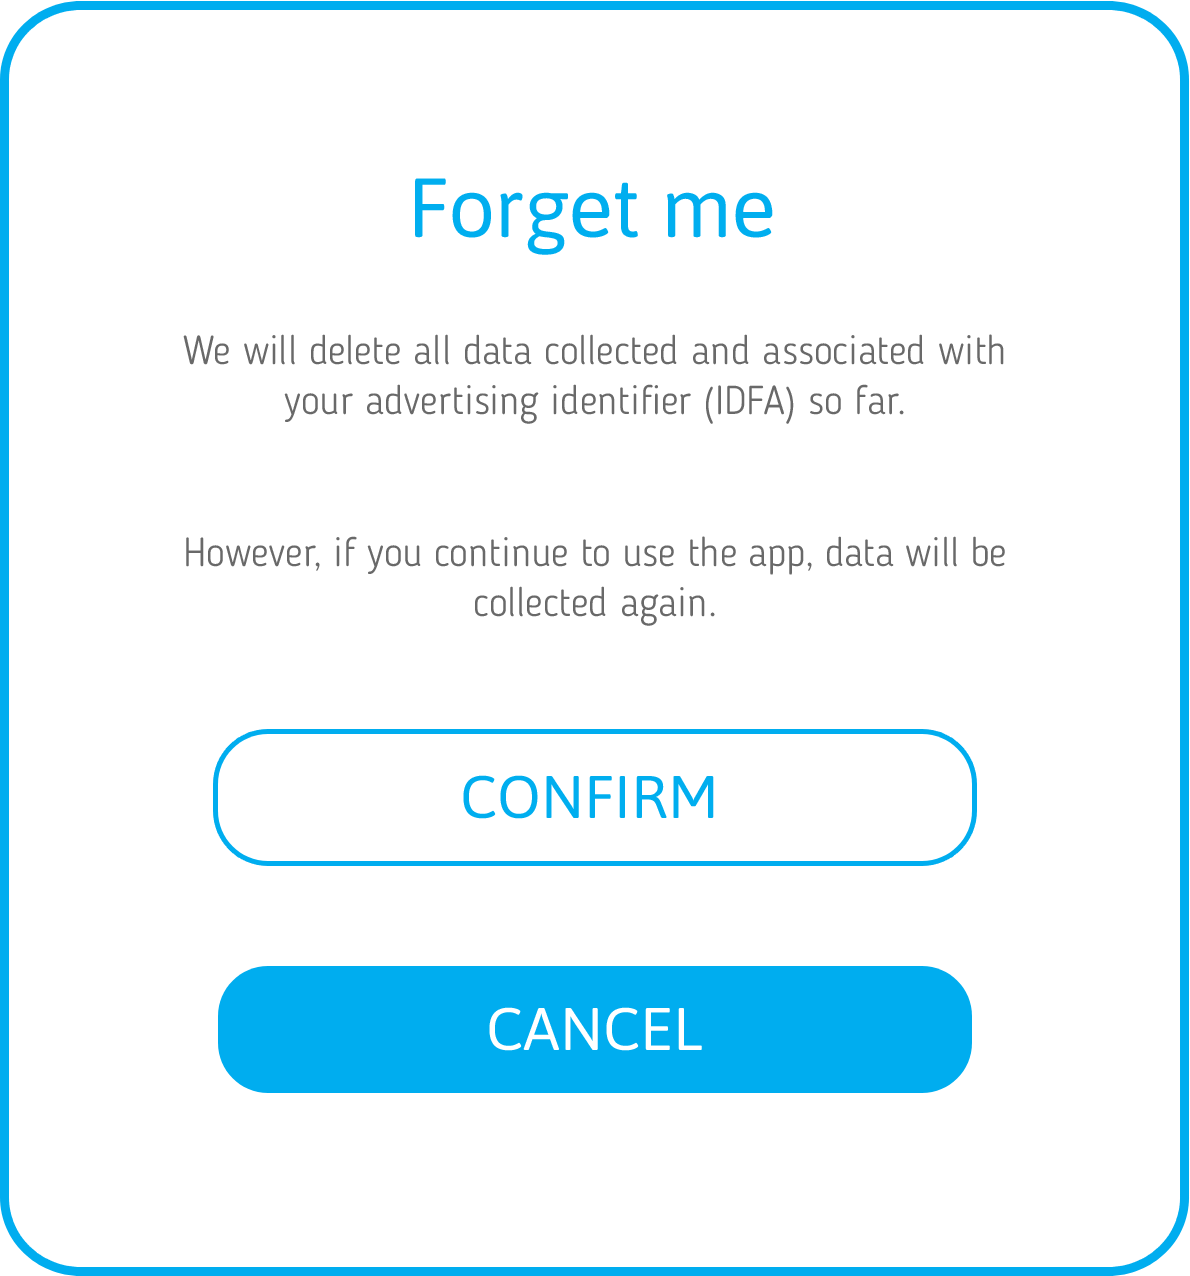 Forget me
We will delete all data collected and associated with
your advertising identifier (IDFA) so far.
However, if you continue to use the app, data will be
collected again.
CONFIRM
CANCEL